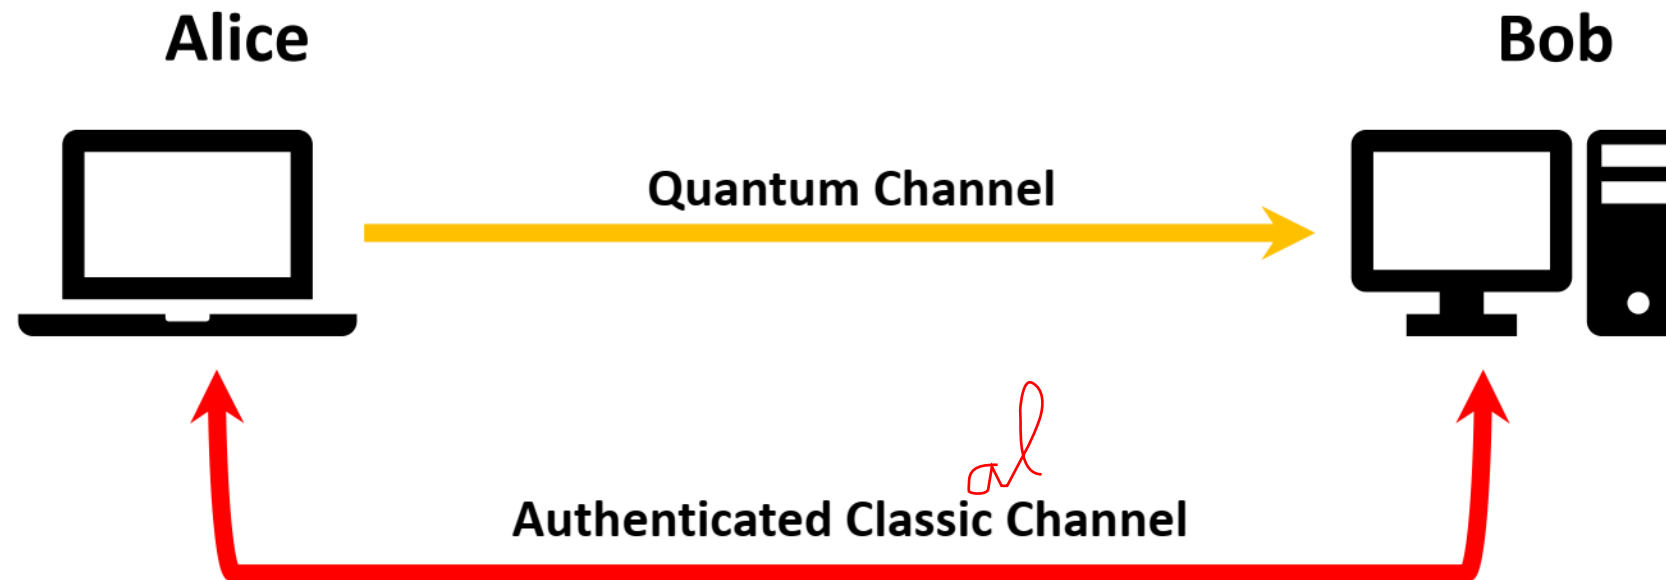 Alice
Bob
Quantum Channel
al
Authenticated Classic Channel